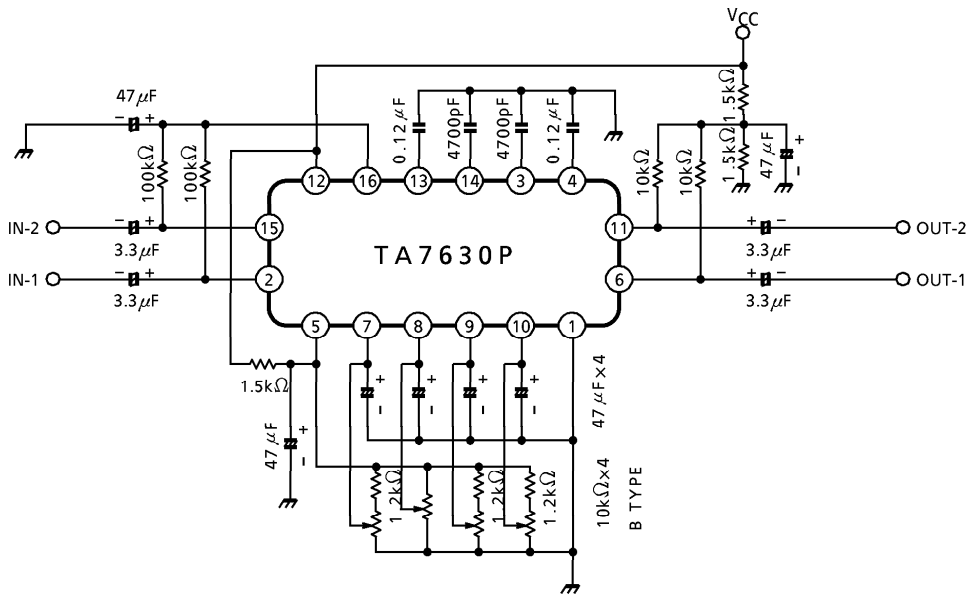 VCC
47μF
− +
0.12μF
4700pF
4700pF
0.12μF
1.5kΩ
100kΩ
100kΩ
10kΩ
10kΩ
1.5kΩ
47μF
+
−
12
16
13
14
3
4
IN-2
− +
3.3μF
15
11
+ −
3.3μF
OUT-2
TA7630P
IN-1
− +
3.3μF
2
6
+ −
3.3μF
OUT-1
5
7
8
9
10
1
1.5kΩ
+
−
+
−
+
−
+
−
47μF×4
47μF
+
−
1.2kΩ
1.2kΩ
1.2kΩ
10kΩ×4
B TYPE